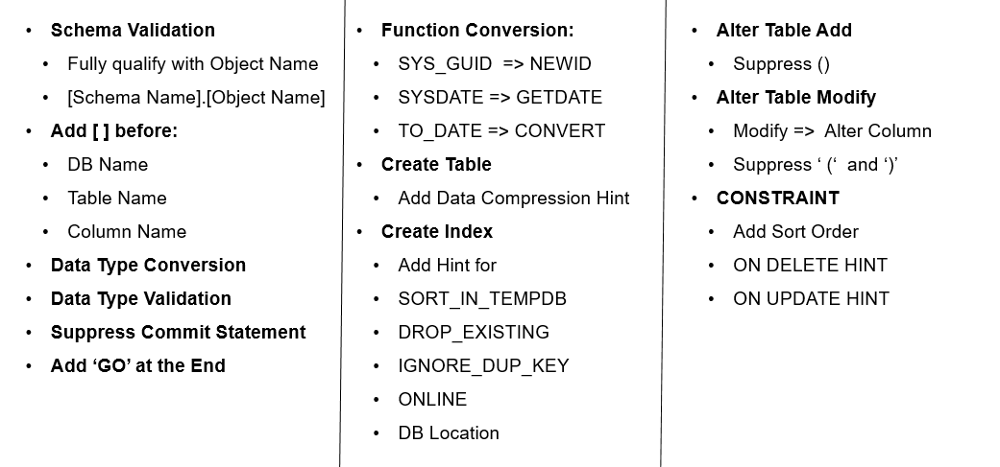 Schema Validation
Fully qualify with Object Name
[Schema Name].[Object Name]
Add [ ] before:
DB Name
Table Name
Column Name
Data Type Conversion
Data Type Validation
Suppress Commit Statement
Add ‘GO’ at the End
Function Conversion:
SYS_GUID => NEWID
SYSDATE => GETDATE
TO_DATE => CONVERT
Create Table
Add Data Compression Hint
Create Index
Add Hint for
SORT_IN_TEMPDB
DROP_EXISTING
IGNORE_DUP_KEY
ONLINE
DB Location
Alter Table Add
Suppress ()
Alter Table Modify
Modify => Alter Column
Suppress ‘ (‘ and ‘)’
CONSTRAINT
Add Sort Order
ON DELETE HINT
ON UPDATE HINT